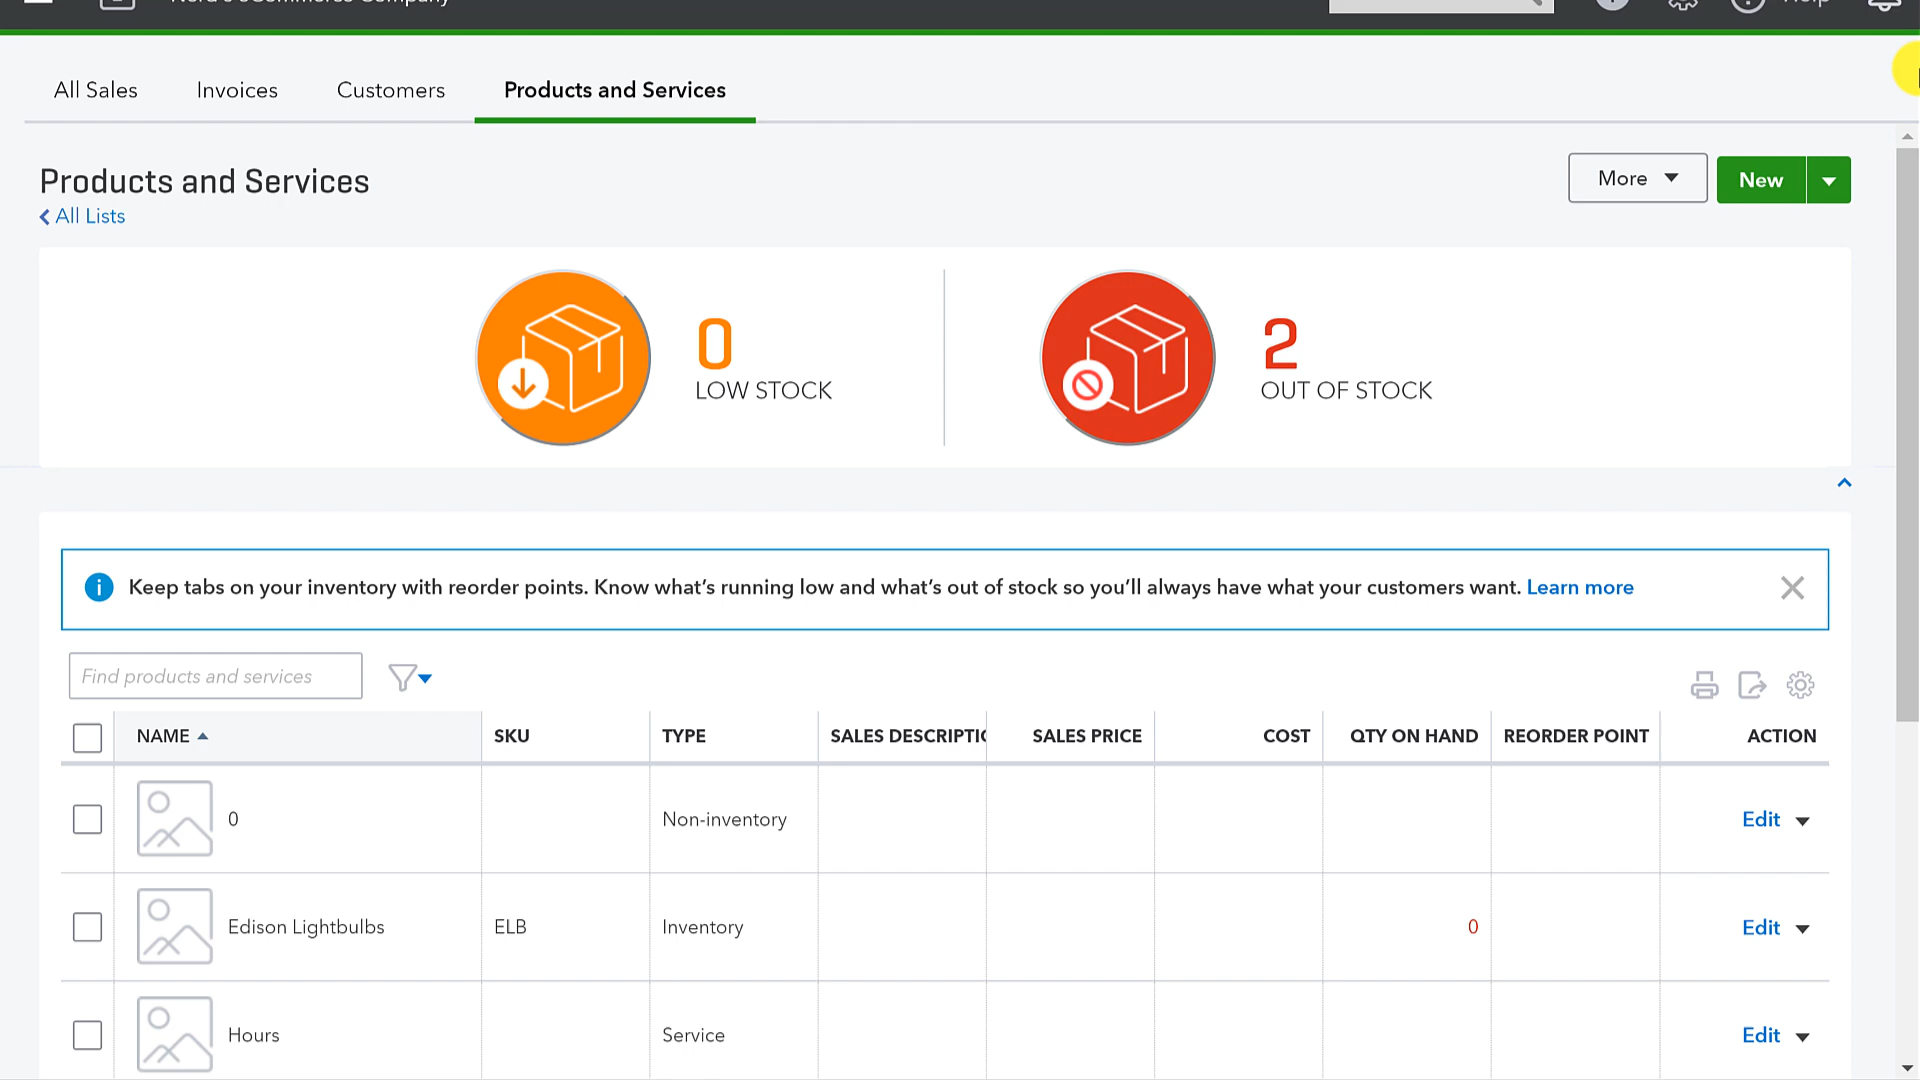 All Sales
Invoices
Customers
Products and Services
Products and Services
All Lists
More
New
0
LOW STOCK
2
OUT OF STOCK
Keep tabs on your inventory with reorder points. Know what's running low and what's out of stock so you'll always have what your customers want. Learn more
Find products and services
NAME SKU TYPE SALES DESCRIPTIO SALES PRICE COST QTY ON HAND REORDER POINT ACTION
0 Non-inventory Edit
Edison Lightbulbs ELB Inventory 0 Edit
Hours Service Edit